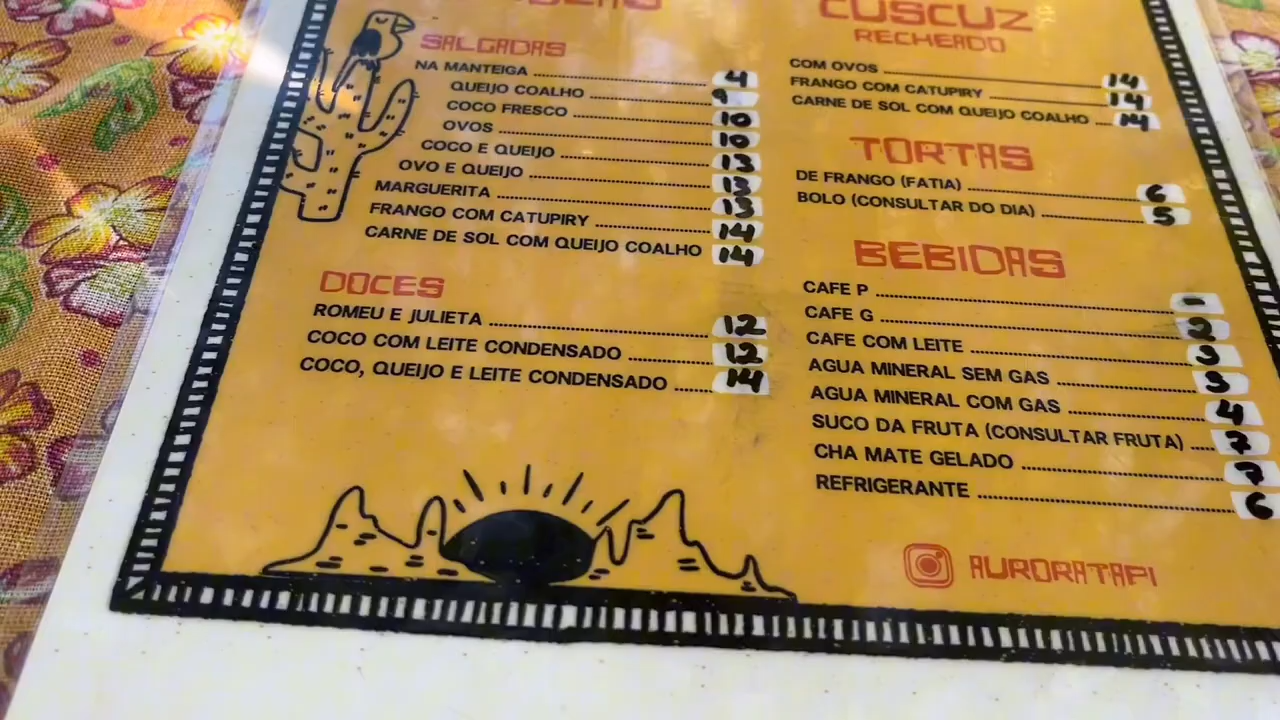 SALGADAS
NA MANTEIGA 4
QUEIJO COALHO
COCO FRESCO 10
OVOS 10
COCO E QUEIJO 13
OVO E QUEIJO 13
MARGUERITA 13
FRANGO COM CATUPIRY 14
CARNE DE SOL COM QUEIJO COALHO 14
DOCES
ROMEU E JULIETA 12
COCO COM LEITE CONDENSADO 12
COCO, QUEIJO E LEITE CONDENSADO 14
CUSCUZ
RECHEADO
COM OVOS 14
FRANGO COM CATUPIRY 14
CARNE DE SOL COM QUEIJO COALHO 14
TORTAS
DE FRANGO (FATIA) 6
BOLO (CONSULTAR DO DIA) 5
BEBIDAS
CAFE P -
CAFE G 2
CAFE COM LEITE 3
AGUA MINERAL SEM GAS 3
AGUA MINERAL COM GAS 4
SUCO DA FRUTA (CONSULTAR FRUTA) 7
CHA MATE GELADO 7
REFRIGERANTE 6
AURORATAPI